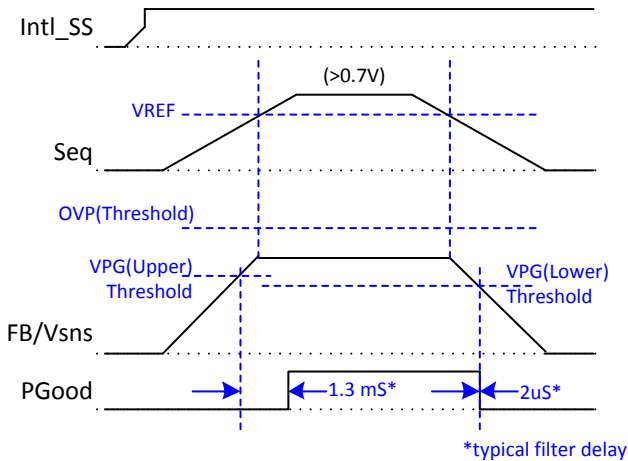 Intl_SS
(>0.7V)
VREF
Seq
OVP(Threshold)
VPG(Upper)
Threshold
VPG(Lower)
Threshold
FB/Vsns
PGood
1.3 mS*
2uS*
*typical filter delay